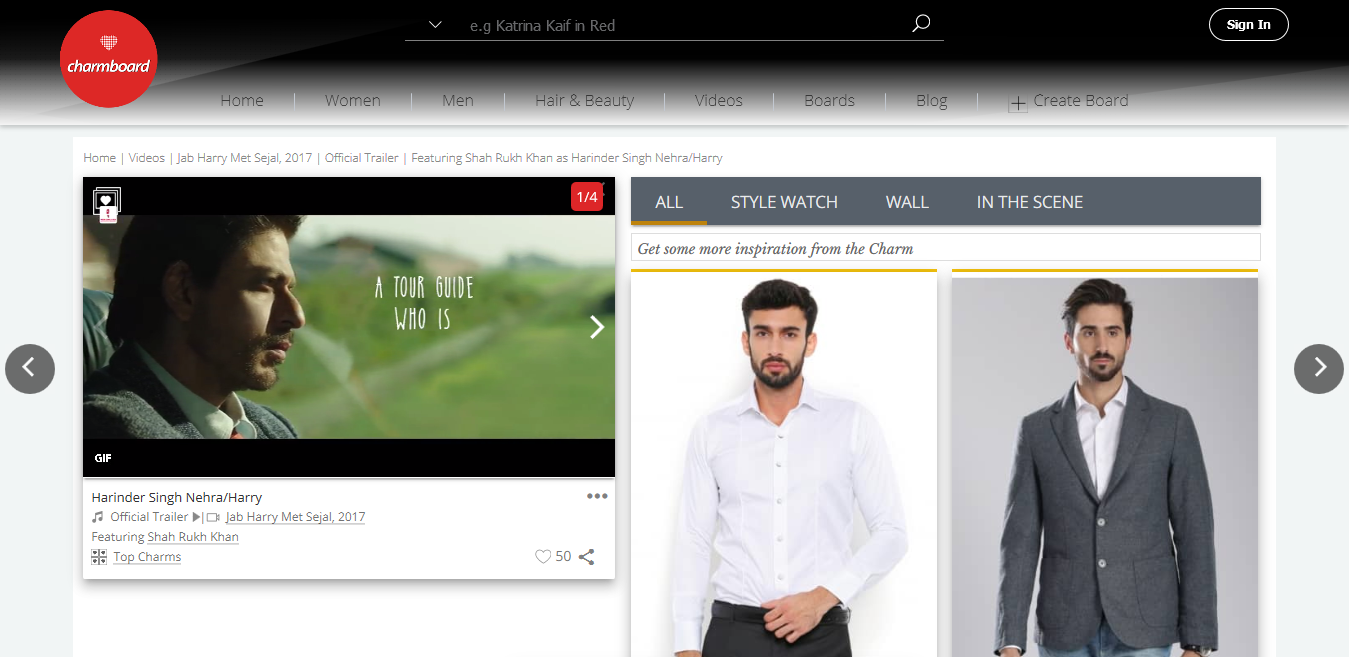 e.g Katrina Kaif in Red
Sign In
charmboard
Home
Women
Men
Hair & Beauty
Videos
Boards
Blog
Create Board
Home | Videos | Jab Harry Met Sejal, 2017 | Official Trailer | Featuring Shah Rukh Khan as Harinder Singh Nehra/Harry
1/4
A TOUR GUIDE
WHO IS
GIF
Harinder Singh Nehra/Harry
Official Trailer | Jab Harry Met Sejal, 2017
Featuring Shah Rukh Khan
Top Charms
50
ALL
STYLE WATCH
WALL
IN THE SCENE
Get some more inspiration from the Charm